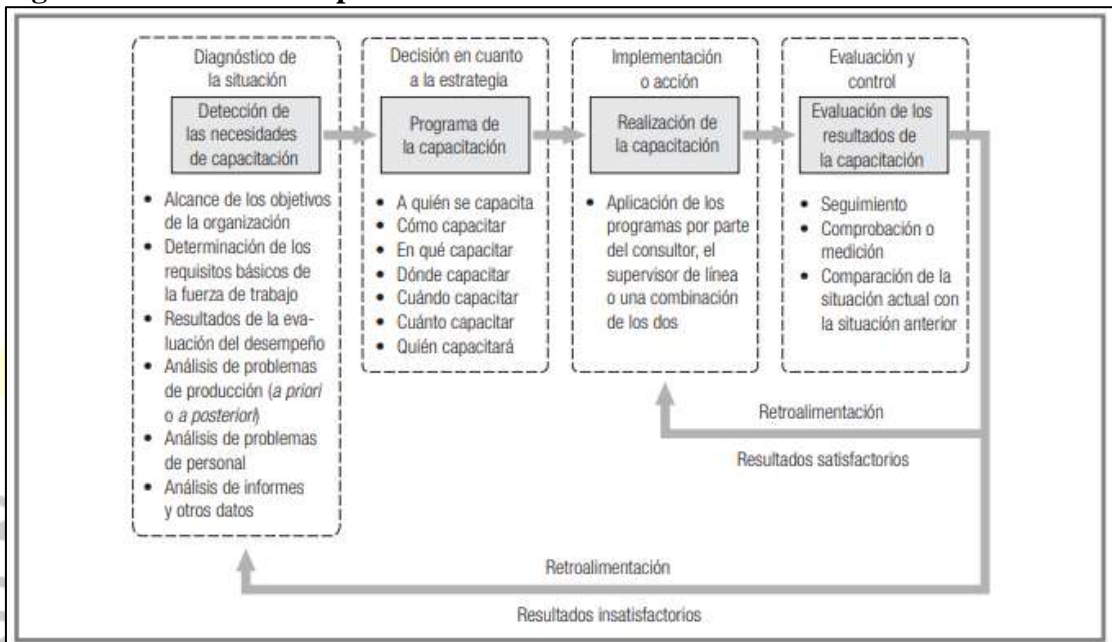 Diagnóstico de
la situación
Detección de
las necesidades
de capacitación
• Alcance de los objetivos
de la organización
• Determinación de los
requisitos básicos de
la fuerza de trabajo
• Resultados de la eva-
luación del desempeño
• Análisis de problemas
de producción (a priori
o a posteriori)
• Análisis de problemas
de personal
• Análisis de informes
y otros datos
Decisión en cuanto
a la estrategia
Programa de
la capacitación
• A quién se capacita
• Cómo capacitar
• En qué capacitar
• Dónde capacitar
• Cuándo capacitar
• Cuánto capacitar
• Quién capacitará
Implementación
o acción
Realización de
la capacitación
• Aplicación de los
programas por parte
del consultor, el
supervisor de línea
o una combinación
de los dos
Evaluación y
control
Evaluación de los
resultados de
la capacitación
• Seguimiento
• Comprobación o
medición
• Comparación de la
situación actual con
la situación anterior
Retroalimentación
Resultados satisfactorios
Retroalimentación
Resultados insatisfactorios